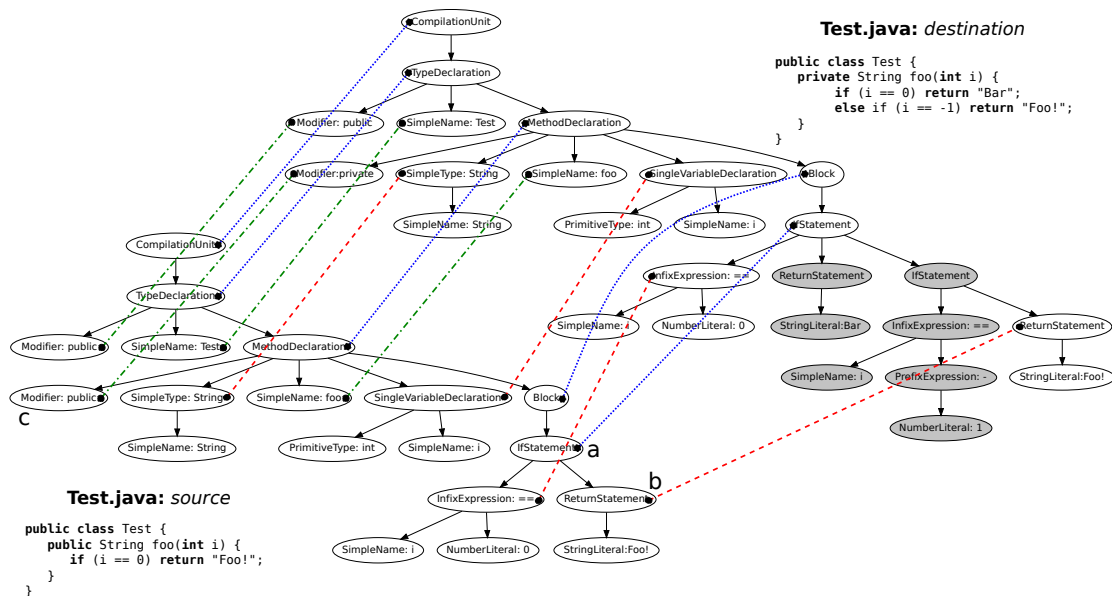 CompilationUnit
Test.java: destination
TypeDeclaration
public class Test {
private String foo(int i) {
if (i == 0) return "Bar";
else if (i == -1) return "Foo!";
}
}
Modifier: public
SimpleName: Test
MethodDeclaration
Modifier:private
SimpleType: String
SimpleName: foo
SingleVariableDeclaration
Block
SimpleName: String
PrimitiveType: int
SimpleName: i
IfStatement
CompilationUnit
InfixExpression: ==
ReturnStatement
IfStatement
TypeDeclaration
SimpleName: i
NumberLiteral: 0
StringLiteral:Bar
InfixExpression: ==
ReturnStatement
Modifier: public
SimpleName: Test
MethodDeclaration
SimpleName: i
PrefixExpression: -
StringLiteral:Foo!
Modifier: public
SimpleType: String
SimpleName: foo
SingleVariableDeclaration
Block
c
NumberLiteral: 1
SimpleName: String
PrimitiveType: int
SimpleName: i
IfStatement
a
b
InfixExpression: ==
ReturnStatement
Test.java: source
public class Test {
public String foo(int i) {
if (i == 0) return "Foo!";
}
}
SimpleName: i
NumberLiteral: 0
StringLiteral:Foo!